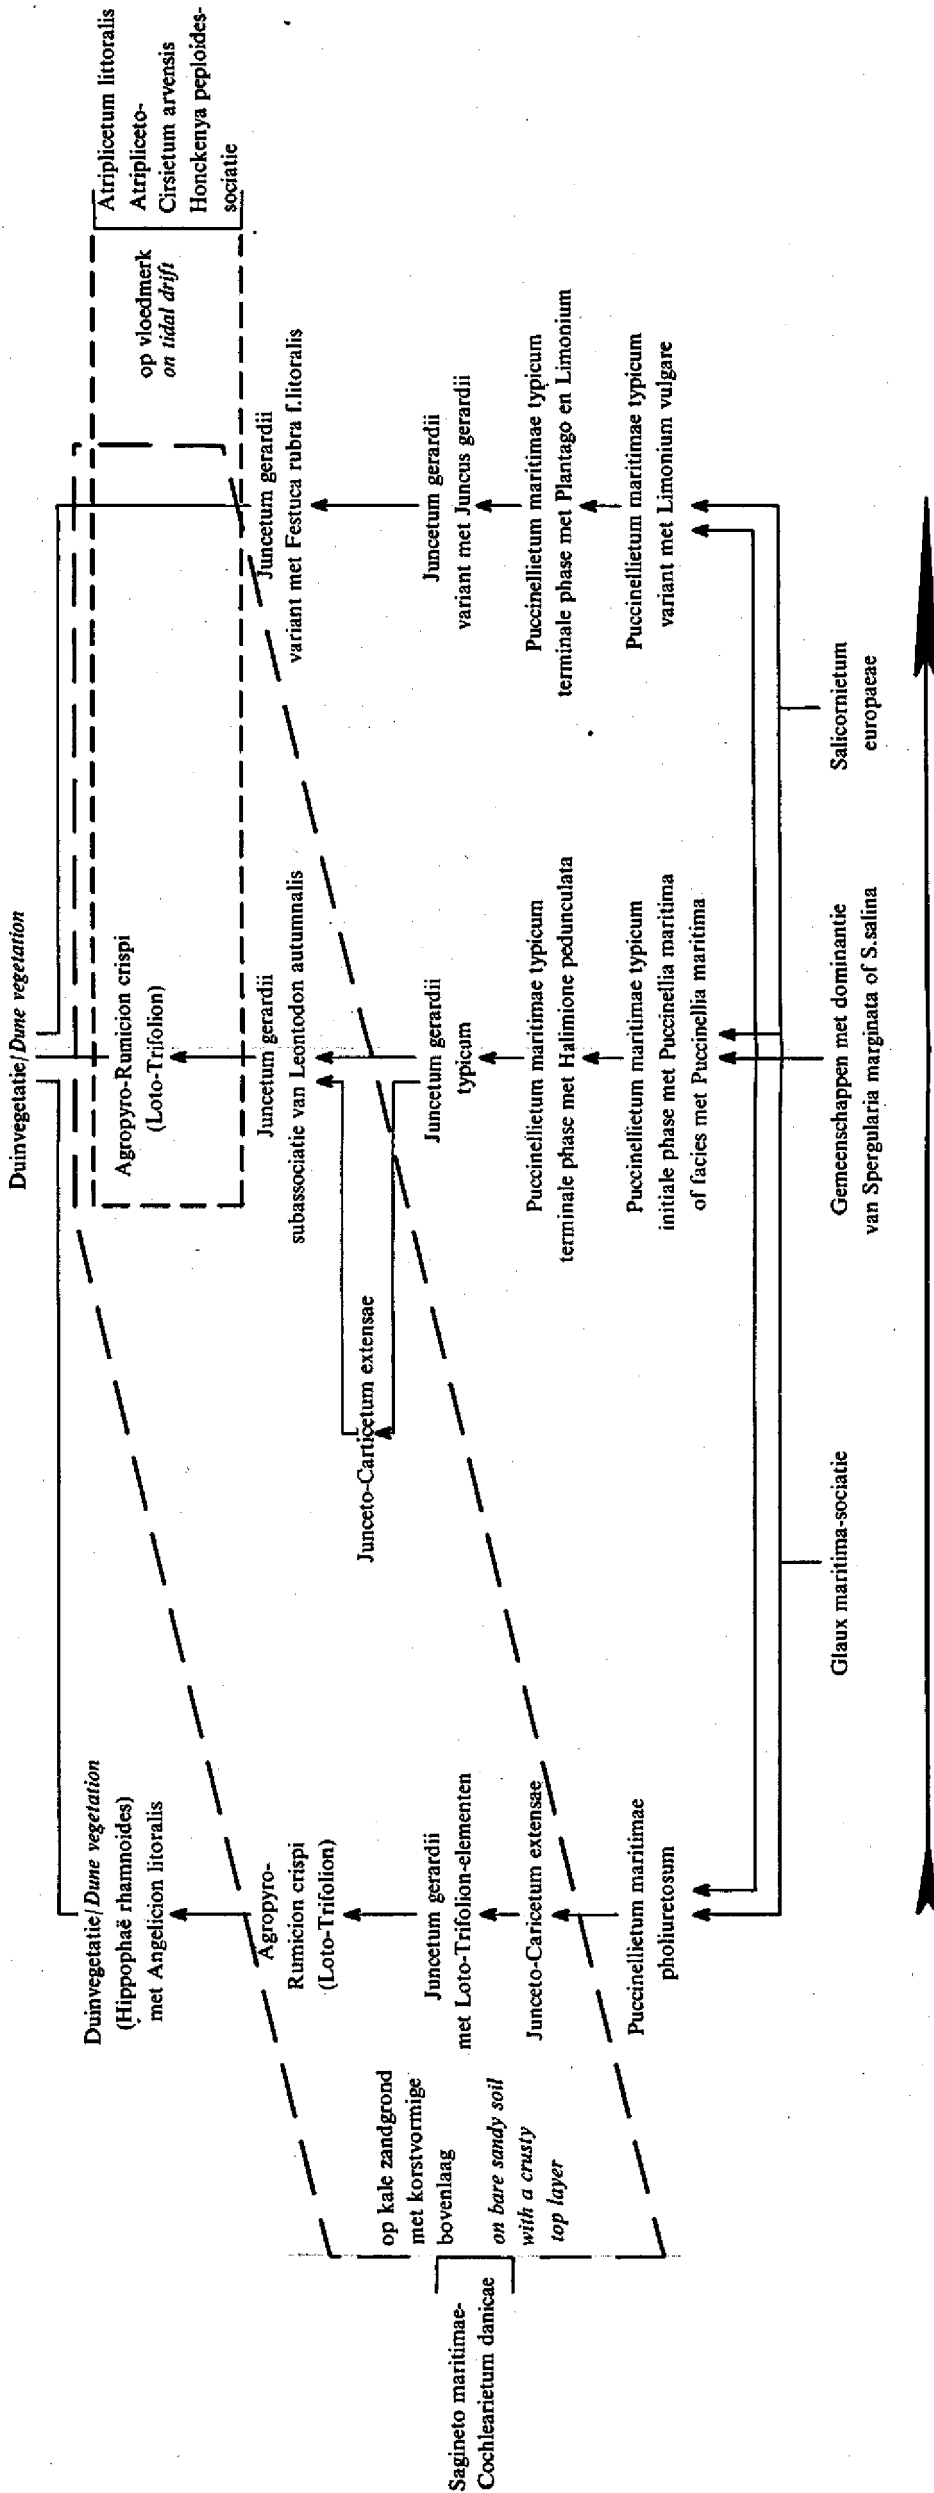 Duinvegetatie/Dune vegetation
Duinvegetatie/Dune vegetation
(Hippophaë rhamnoides)
met Angelicion litoralis
Agropyro-Rumicion crispi
(Loto-Trifolion)
op vloedmerk
on tidal drift
Atriplicetum littoralis
Atripliceto-
Cirsietum arvensis
Honckenya peploides-
sociatie
Agropyro-
Rumicion crispi
(Loto-Trifolion)
Juncetum gerardii
subassociatie van Leontodon autumnalis
Juncetum gerardii
variant met Festuca rubra f.litoralis
op kale zandgrond
met korstvormige
bovenlaag
on bare sandy soil
with a crusty
top layer
Sagineto maritimae-
Cochlearietum danicae
Junceto-Carticetum extensae
Juncetum gerardii
met Loto-Trifolion-elementen
Juncetum gerardii
typicum
Juncetum gerardii
variant met Juncus gerardii
Junceto-Caricetum extensae
Puccinellietum maritimae typicum
terminale phase met Halimione pedunculata
Puccinellietum maritimae typicum
terminale phase met Plantago en Limonium
Puccinellietum maritimae
pholiuretosum
Puccinellietum maritimae typicum
initiale phase met Puccinellia maritima
of facies met Puccinellia maritima
Puccinellietum maritimae typicum
variant met Limonium vulgare
Glaux maritima-sociatie
Gemeenschappen met dominantie
van Spergularia marginata of S.salina
Salicornietum
europaeae